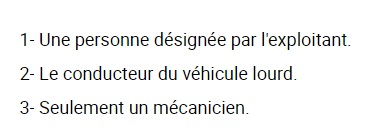 1- Une personne désignée par l'exploitant.
2- Le conducteur du véhicule lourd.
3- Seulement un mécanicien.